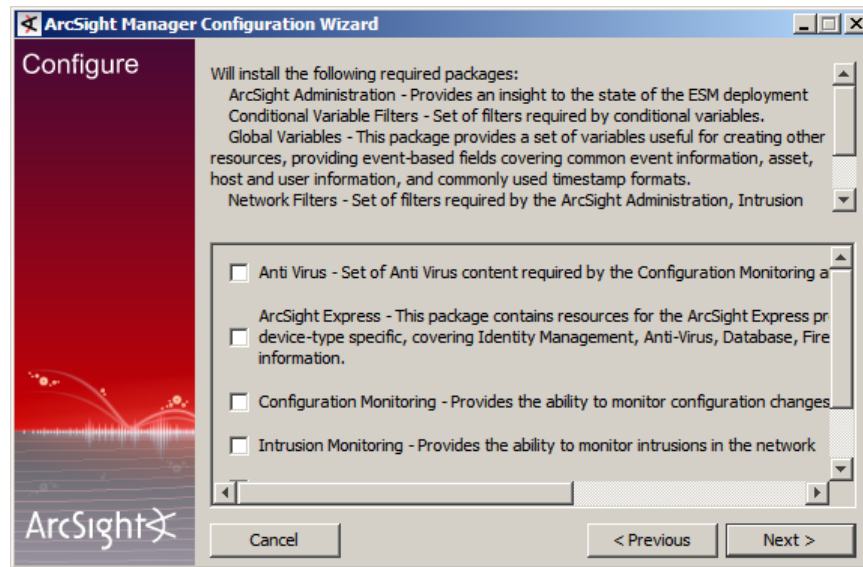 ArcSight Manager Configuration Wizard
Configure
Will install the following required packages:
ArcSight Administration - Provides an insight to the state of the ESM deployment
Conditional Variable Filters - Set of filters required by conditional variables.
Global Variables - This package provides a set of variables useful for creating other
resources, providing event-based fields covering common event information, asset,
host and user information, and commonly used timestamp formats.
Network Filters - Set of filters required by the ArcSight Administration, Intrusion
Anti Virus - Set of Anti Virus content required by the Configuration Monitoring a
ArcSight Express - This package contains resources for the ArcSight Express pr
device-type specific, covering Identity Management, Anti-Virus, Database, Fire
information.
Configuration Monitoring - Provides the ability to monitor configuration changes
Intrusion Monitoring - Provides the ability to monitor intrusions in the network
ArcSight
Cancel
< Previous
Next >